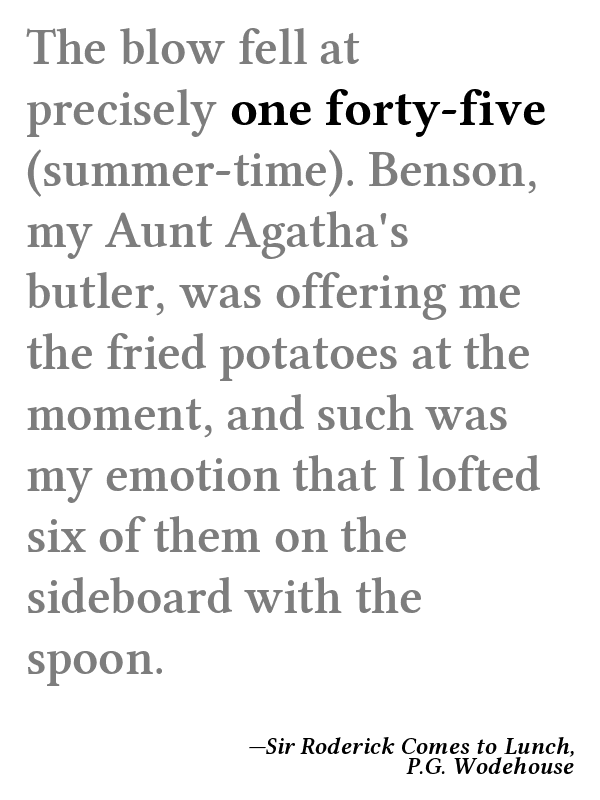 The blow fell at
precisely one forty-five
(summer-time). Benson,
my Aunt Agatha's
butler, was offering me
the fried potatoes at the
moment, and such was
my emotion that I lofted
six of them on the
sideboard with the
spoon.
—Sir Roderick Comes to Lunch,
P.G. Wodehouse